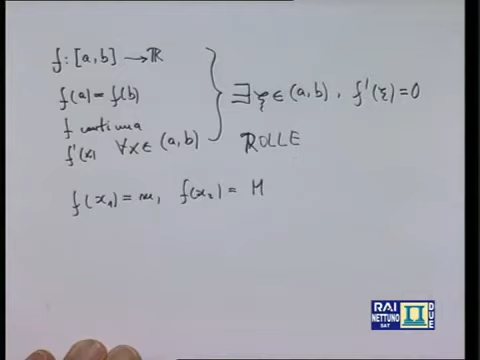 f: [a,b] → ℝ
f(a) = f(b)
f continua
f'(x) ∀x∈ (a,b)
∃ ξ ∈ (a,b), f'(ξ) = 0
ROLLE
f(x₁) = m, f(x₂) = M
RAI
NETTUNO
SAT
DUE